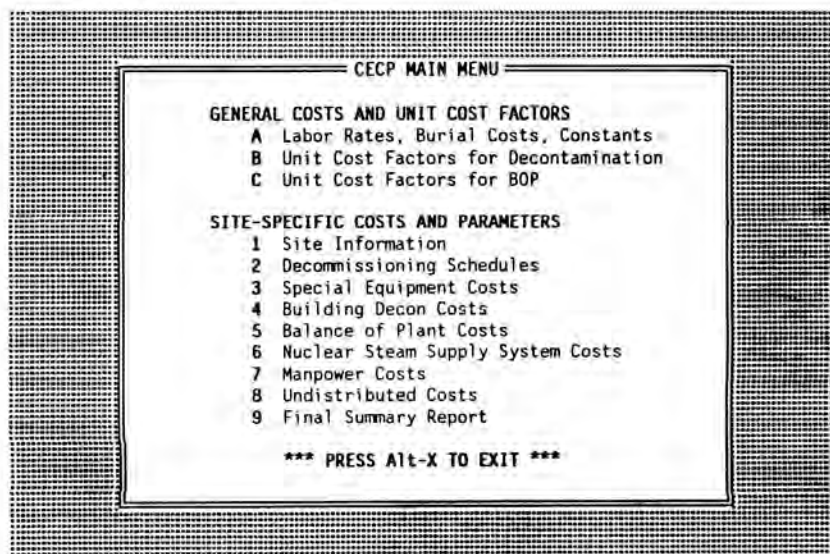 CECP MAIN MENU
GENERAL COSTS AND UNIT COST FACTORS
A Labor Rates, Burial Costs, Constants
B Unit Cost Factors for Decontamination
C Unit Cost Factors for BOP
SITE-SPECIFIC COSTS AND PARAMETERS
1 Site Information
2 Decommissioning Schedules
3 Special Equipment Costs
4 Building Decon Costs
5 Balance of Plant Costs
6 Nuclear Steam Supply System Costs
7 Manpower Costs
8 Undistributed Costs
9 Final Summary Report
*** PRESS Alt-X TO EXIT ***